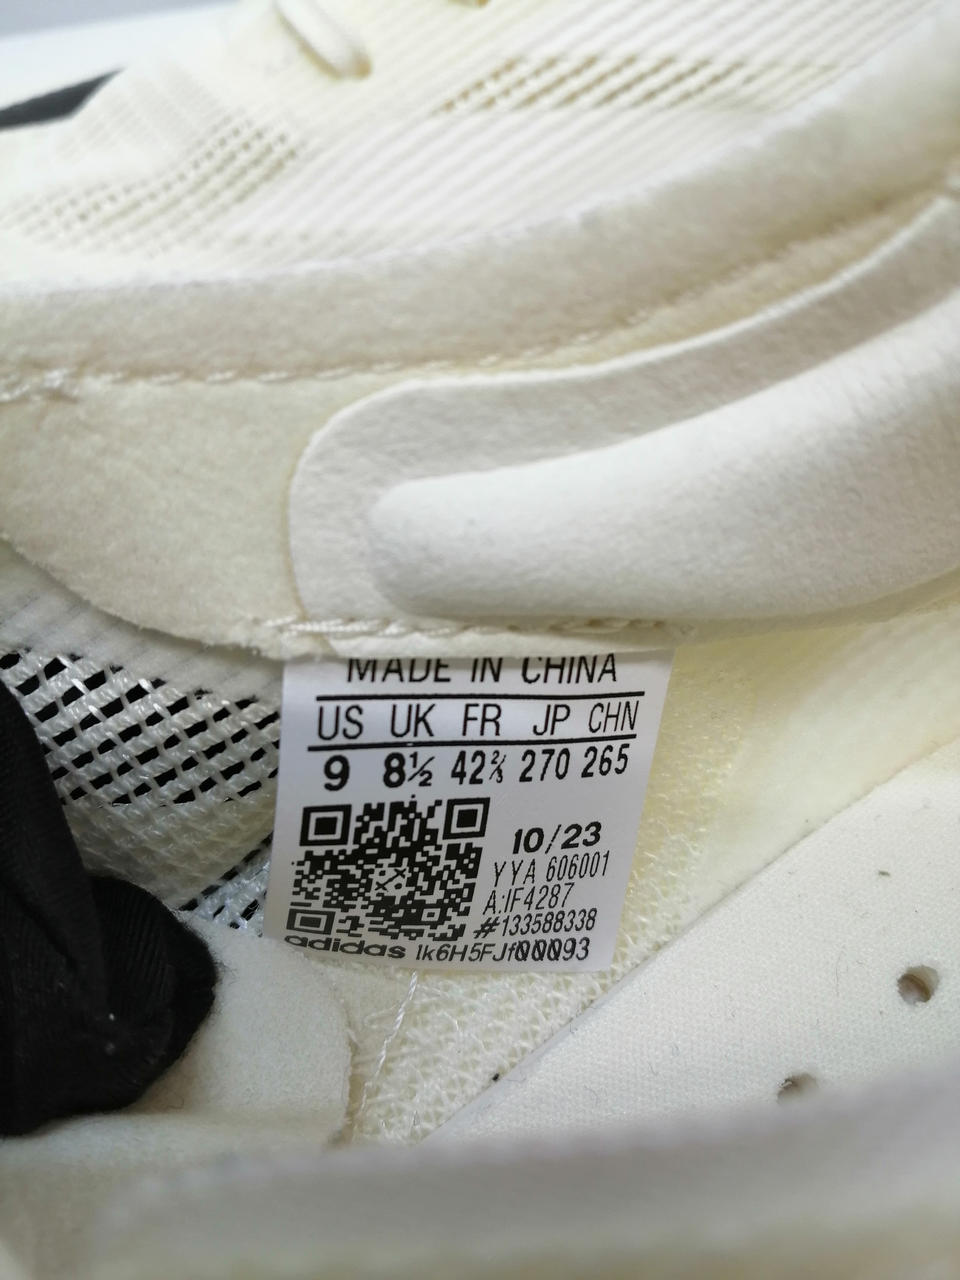 MADE IN CHINA
US UK FR JP CHN
9 8½ 42⅔ 270 265
10/23
YYA 606001
A:IF4287
#133588338
adidas 1k6H5FJf00093